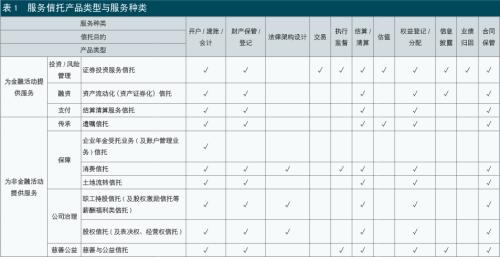 表 1 服务信托产品类型与服务种类
服务种类
信托目的
产品类型
开户 / 建账 /
会计
财产保管 /
登记
法律架构设计
交易
执行
监督
结算 /
清算
估值
权益登记 /
分配
信息
披露
业绩
归因
合同
保管
为金融活动提
供服务
投资 / 风险
管理
证券投资服务信托
√ √ √ √ √ √ √ √ √ √
融资
资产流动化(资产证券化)信托
√ √ √ √ √ √
支付
结算清算服务信托
√ √ √ √ √
为非金融活动
提供服务
传承
遗嘱信托
√ √ √ √ √ √
保障
企业年金受托业务(及账户管理业
务)信托
√
消费信托
√ √ √ √ √ √ √
土地流转信托
√ √ √ √ √
公司治理
职工持股信托(及股权激励信托等
薪酬福利类信托)
√ √ √ √ √ √
股权信托(及表决权、经营权信托)
√ √ √ √ √ √
慈善公益
慈善与公益信托
√ √ √ √ √ √ √